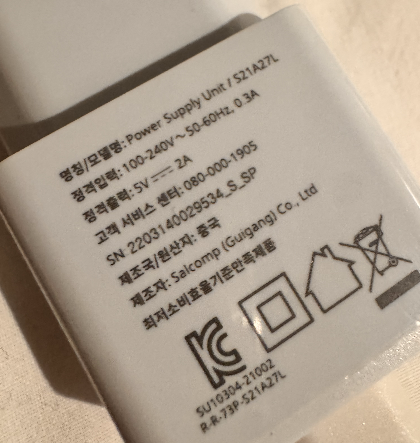 명칭/모델명: Power Supply Unit / S21A27L
정격입력: 100-240V~ 50-60Hz, 0.3A
정격출력: 5V⎓ 2A
고객 서비스 센터: 080-000-1905
SN 2203140029534_S_SP
제조국/원산자: 중국
제조자: Salcomp (Guigang) Co., Ltd
최저소비효율기준만족제품
SU10304-21002
R-R-73P-S21A27L